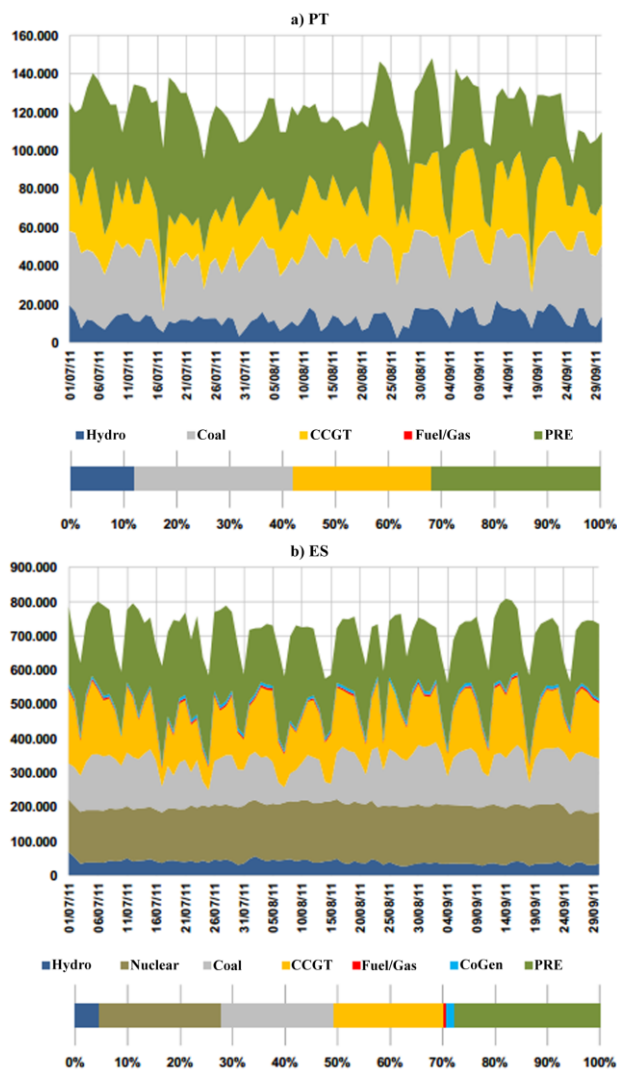 a) PT
160.000
140.000
120.000
100.000
80.000
60.000
40.000
20.000
0
01/07/11 06/07/11 11/07/11 16/07/11 21/07/11 26/07/11 31/07/11 05/08/11 10/08/11 15/08/11 20/08/11 25/08/11 30/08/11 04/09/11 09/09/11 14/09/11 19/09/11 24/09/11 29/09/11
Hydro Coal CCGT Fuel/Gas PRE
0% 10% 20% 30% 40% 50% 60% 70% 80% 90% 100%
b) ES
900.000
800.000
700.000
600.000
500.000
400.000
300.000
200.000
100.000
0
01/07/11 06/07/11 11/07/11 16/07/11 21/07/11 26/07/11 31/07/11 05/08/11 10/08/11 15/08/11 20/08/11 25/08/11 30/08/11 04/09/11 09/09/11 14/09/11 19/09/11 24/09/11 29/09/11
Hydro Nuclear Coal CCGT Fuel/Gas CoGen PRE
0% 10% 20% 30% 40% 50% 60% 70% 80% 90% 100%